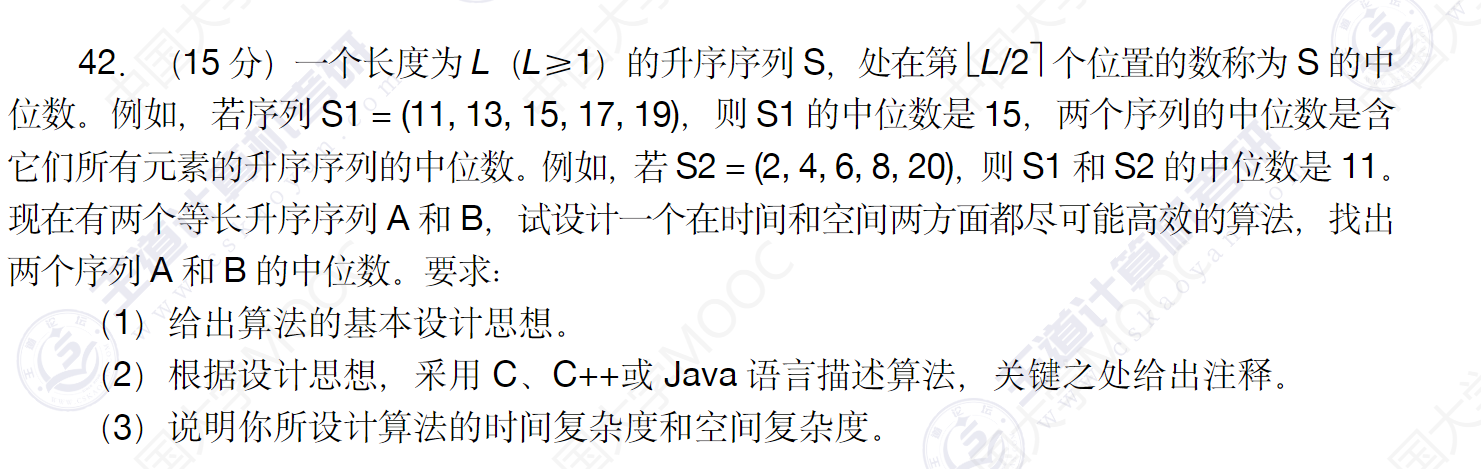 42. （15 分）一个长度为 L（L≥1）的升序序列 S，处在第⌊L/2⌉个位置的数称为 S 的中
位数。例如，若序列 S1 = (11, 13, 15, 17, 19)，则 S1 的中位数是 15，两个序列的中位数是含
它们所有元素的升序序列的中位数。例如，若 S2 = (2, 4, 6, 8, 20)，则 S1 和 S2 的中位数是 11。
现在有两个等长升序序列 A 和 B，试设计一个在时间和空间两方面都尽可能高效的算法，找出
两个序列 A 和 B 的中位数。要求：
（1）给出算法的基本设计思想。
（2）根据设计思想，采用 C、C++或 Java 语言描述算法，关键之处给出注释。
（3）说明你所设计算法的时间复杂度和空间复杂度。